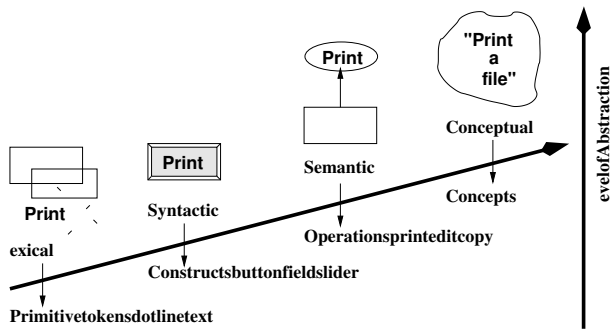 "Print
a
file"
Print
Conceptual
Print
Semantic
Print
Syntactic
Concepts
exical
Operationsprinteditcopy
Constructsbuttonfieldslider
Primitivetokensdotlinetext
evelofAbstraction